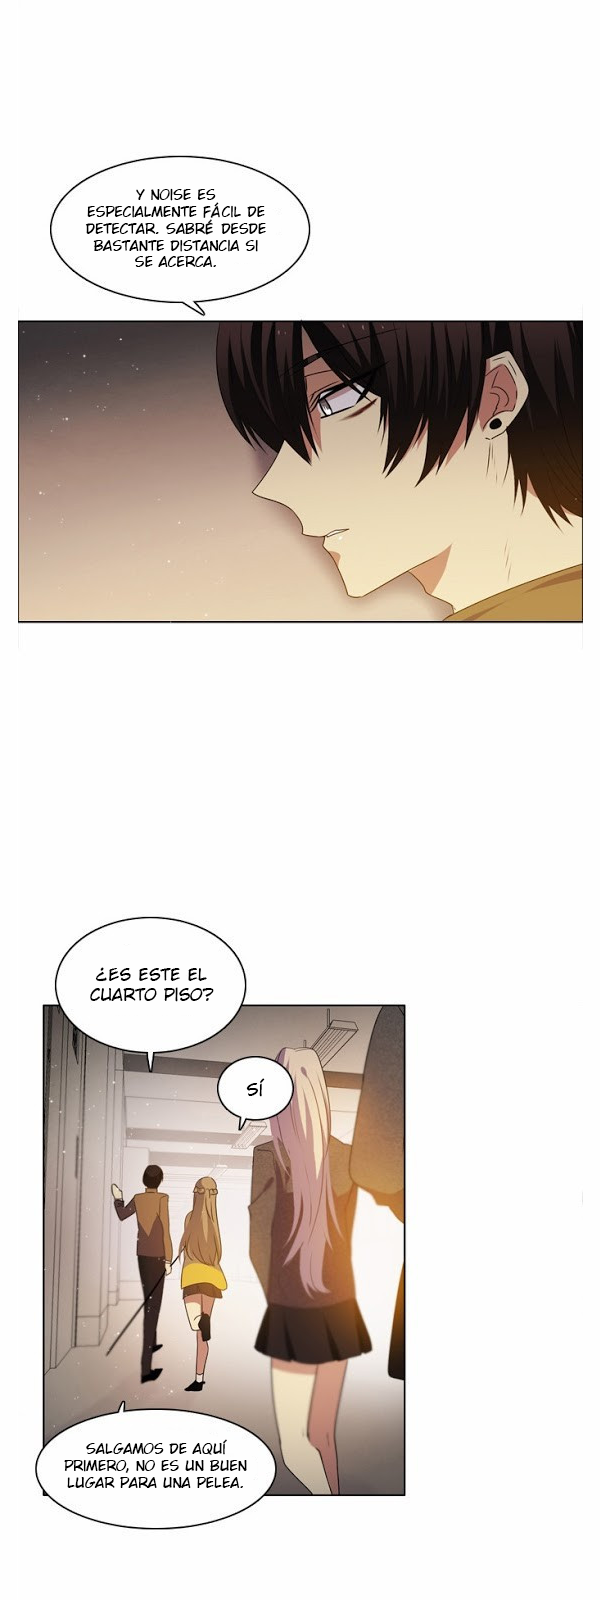 Y NOISE ES
ESPECIALMENTE FÁCIL DE
DETECTAR. SABRÉ DESDE
BASTANTE DISTANCIA SI
SE ACERCA.
¿ES ESTE EL
CUARTO PISO?
SÍ
SALGAMOS DE AQUÍ
PRIMERO, NO ES UN BUEN
LUGAR PARA UNA PELEA.